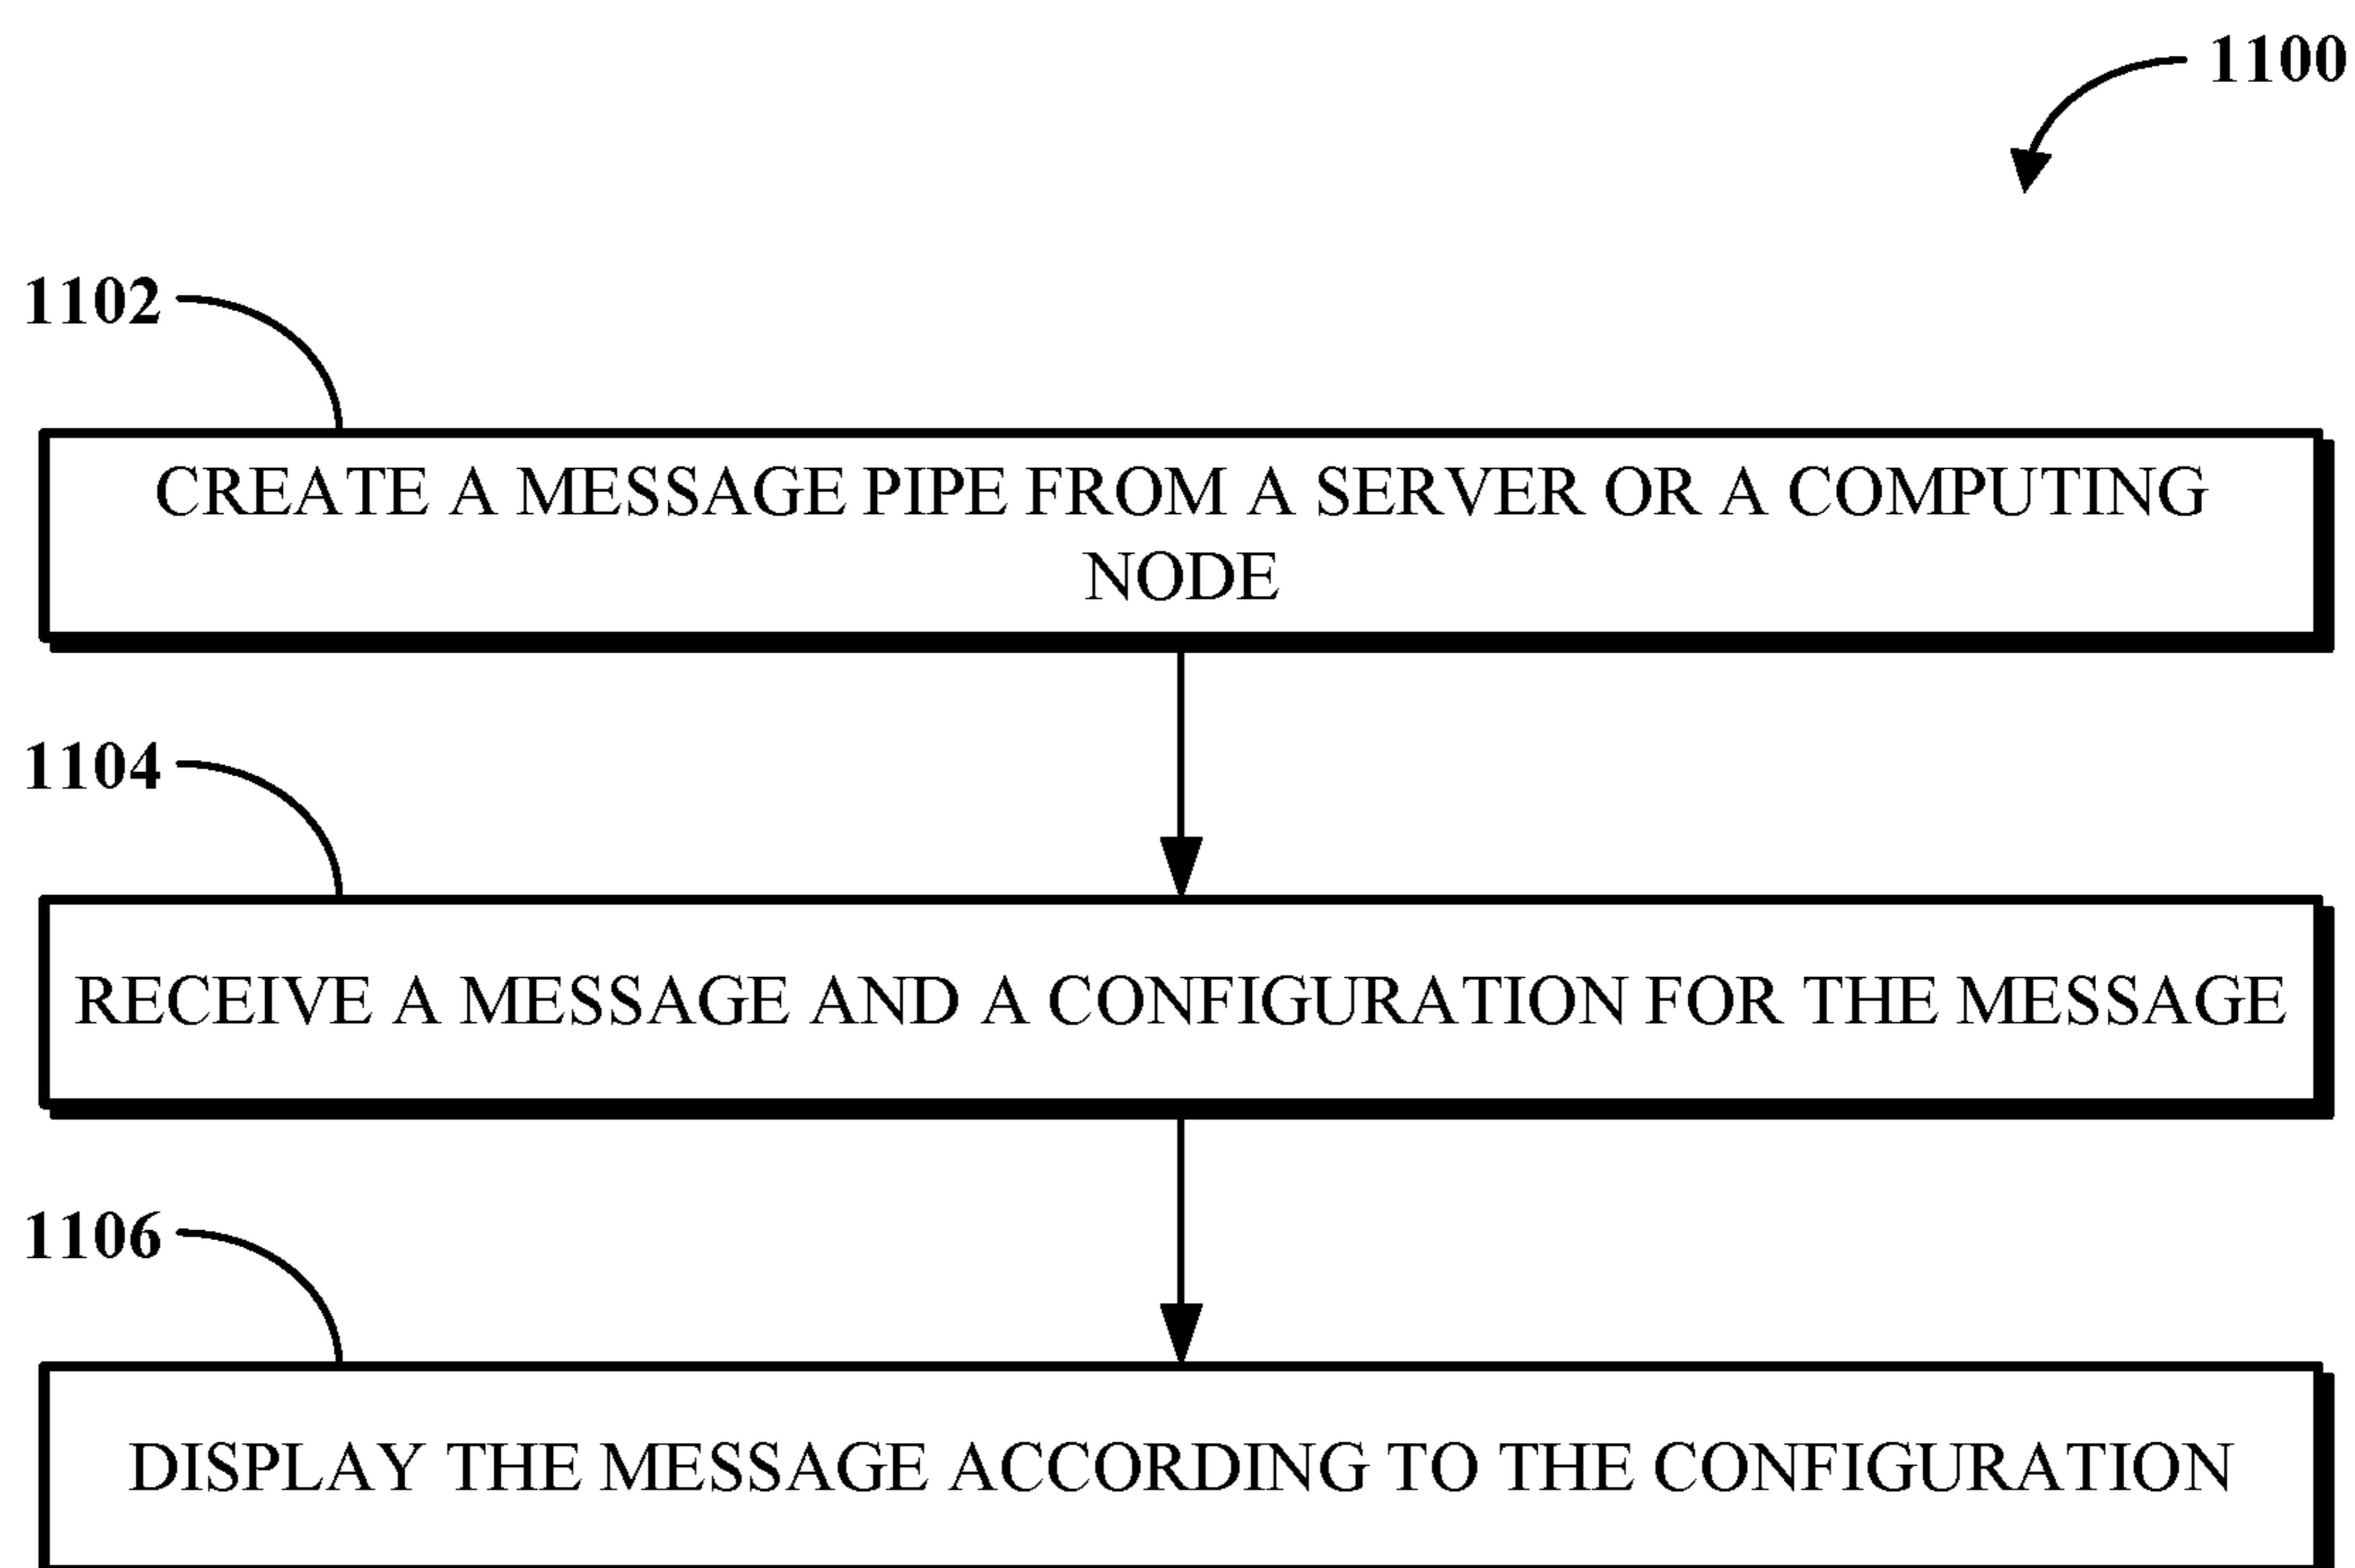 1100
1102
CREATE A MESSAGE PIPE FROM A SERVER OR A COMPUTING
NODE
1104
RECEIVE A MESSAGE AND A CONFIGURATION FOR THE MESSAGE
1106
DISPLAY THE MESSAGE ACCORDING TO THE CONFIGURATION